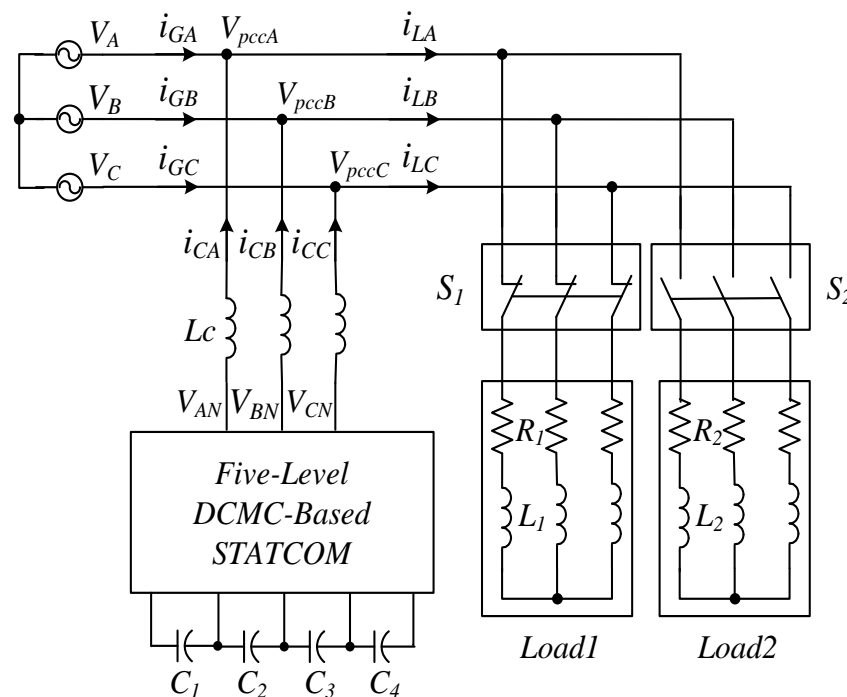 V_A i_GA V_pccA i_LA
V_B i_GB V_pccB i_LB
V_C i_GC V_pccC i_LC
i_CA i_CB i_CC
S_1 S_2
Lc
V_AN V_BN V_CN
R_1 R_2
Five-Level
DCMC-Based
STATCOM
L_1 L_2
Load1 Load2
C_1 C_2 C_3 C_4